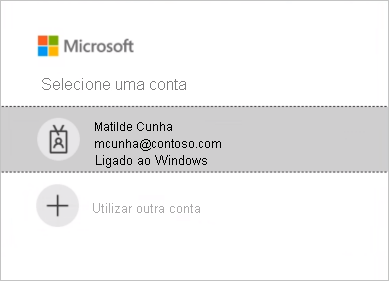 Microsoft
Selecione uma conta
Matilde Cunha
mcunha@contoso.com
Ligado ao Windows
Utilizar outra conta